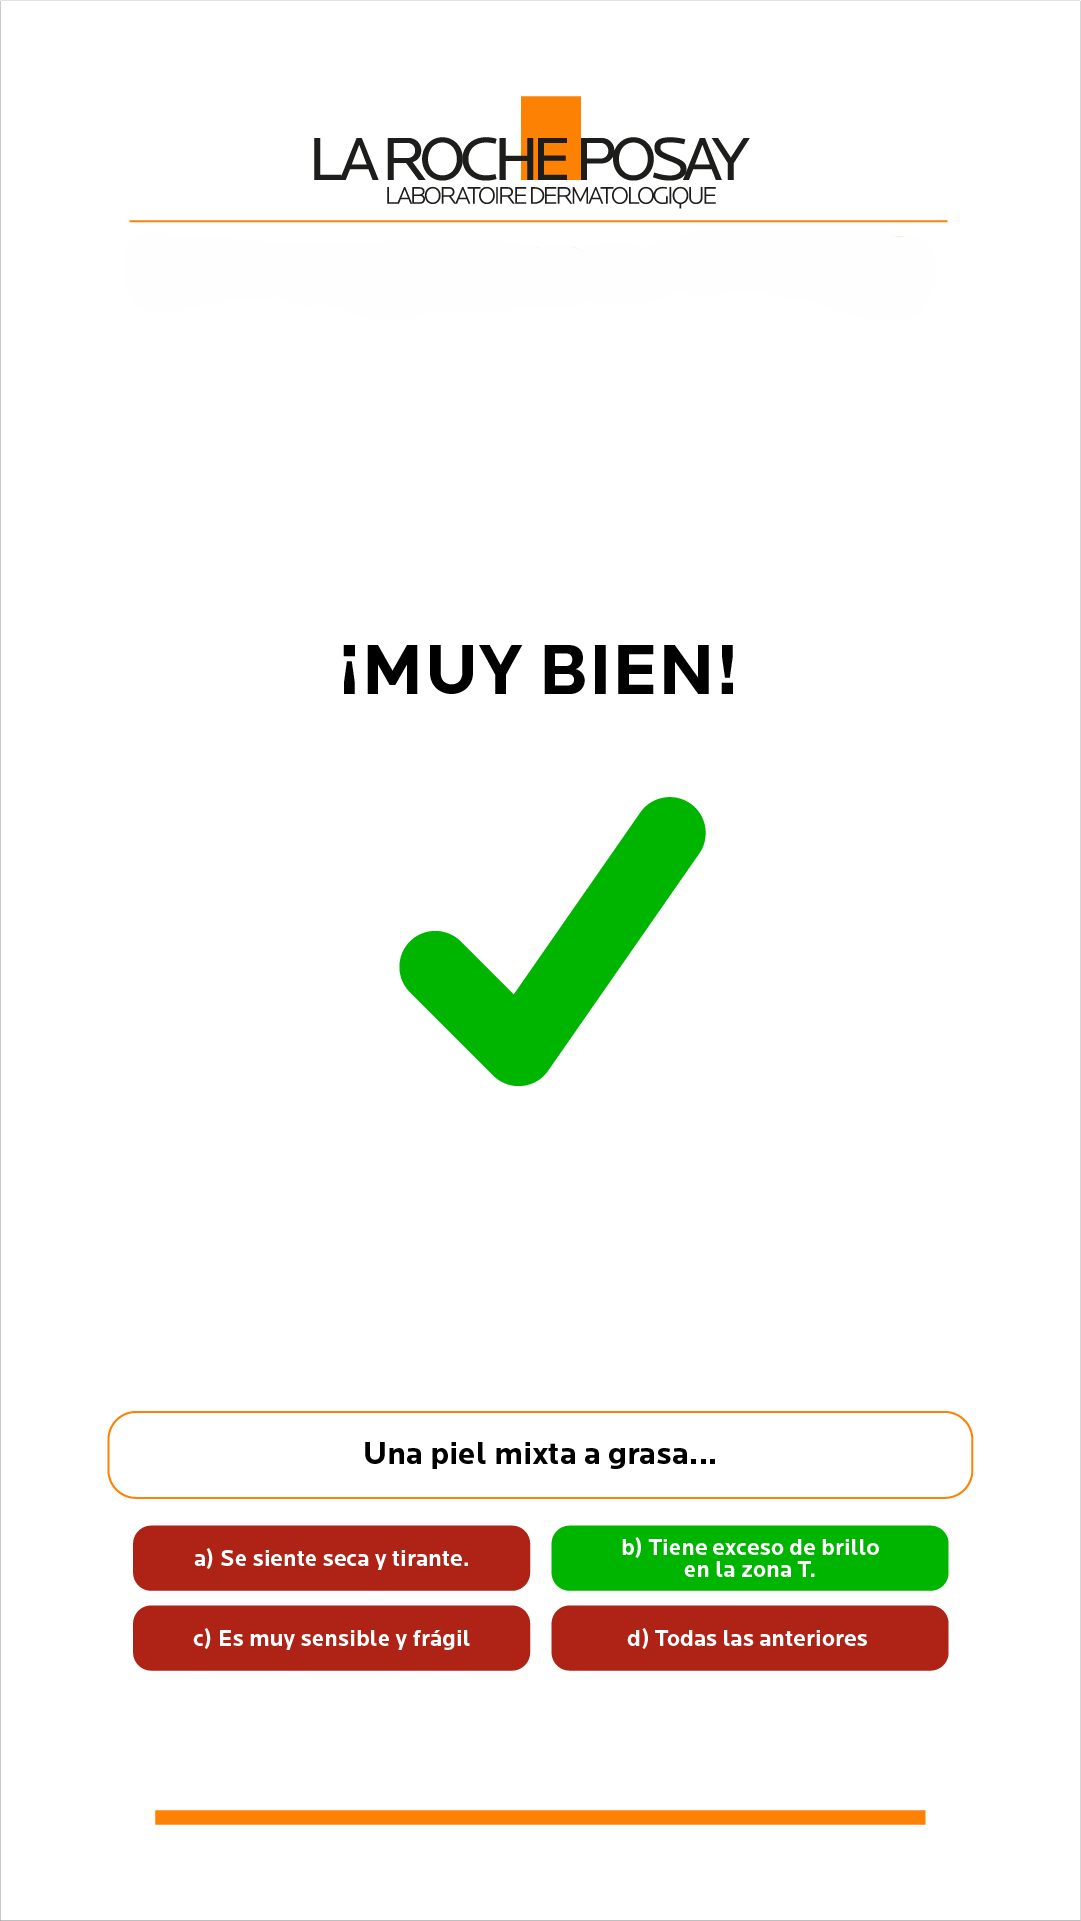 LA ROCHE POSAY
LABORATOIRE DERMATOLOGIQUE
¡MUY BIEN!
Una piel mixta a grasa...
a) Se siente seca y tirante.
b) Tiene exceso de brillo
en la zona T.
c) Es muy sensible y frágil
d) Todas las anteriores